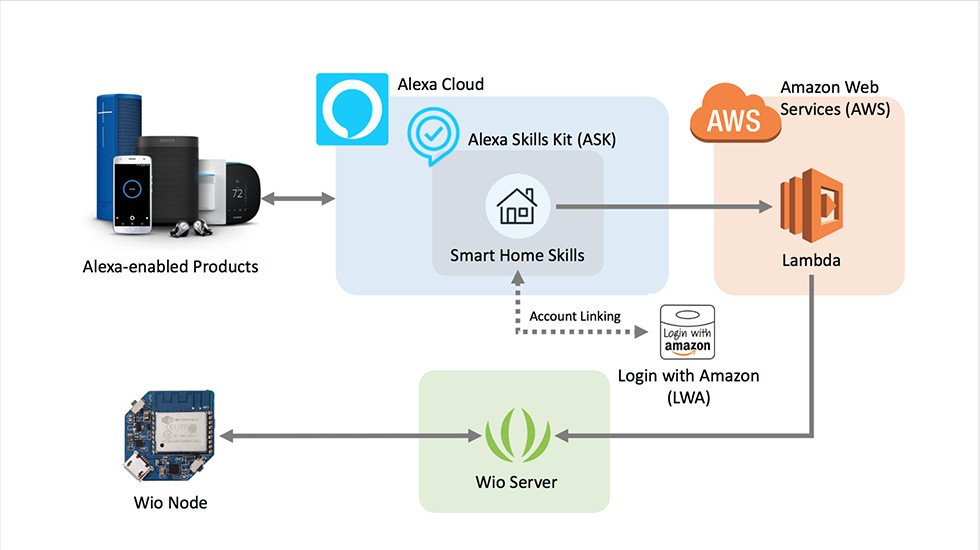 Alexa Cloud
Amazon Web
Services (AWS)
AWS
Alexa Skills Kit (ASK)
72
Smart Home Skills
Lambda
Alexa-enabled Products
Account Linking
Login with
amazon
Login with Amazon
(LWA)
Wio Server
Wio Node